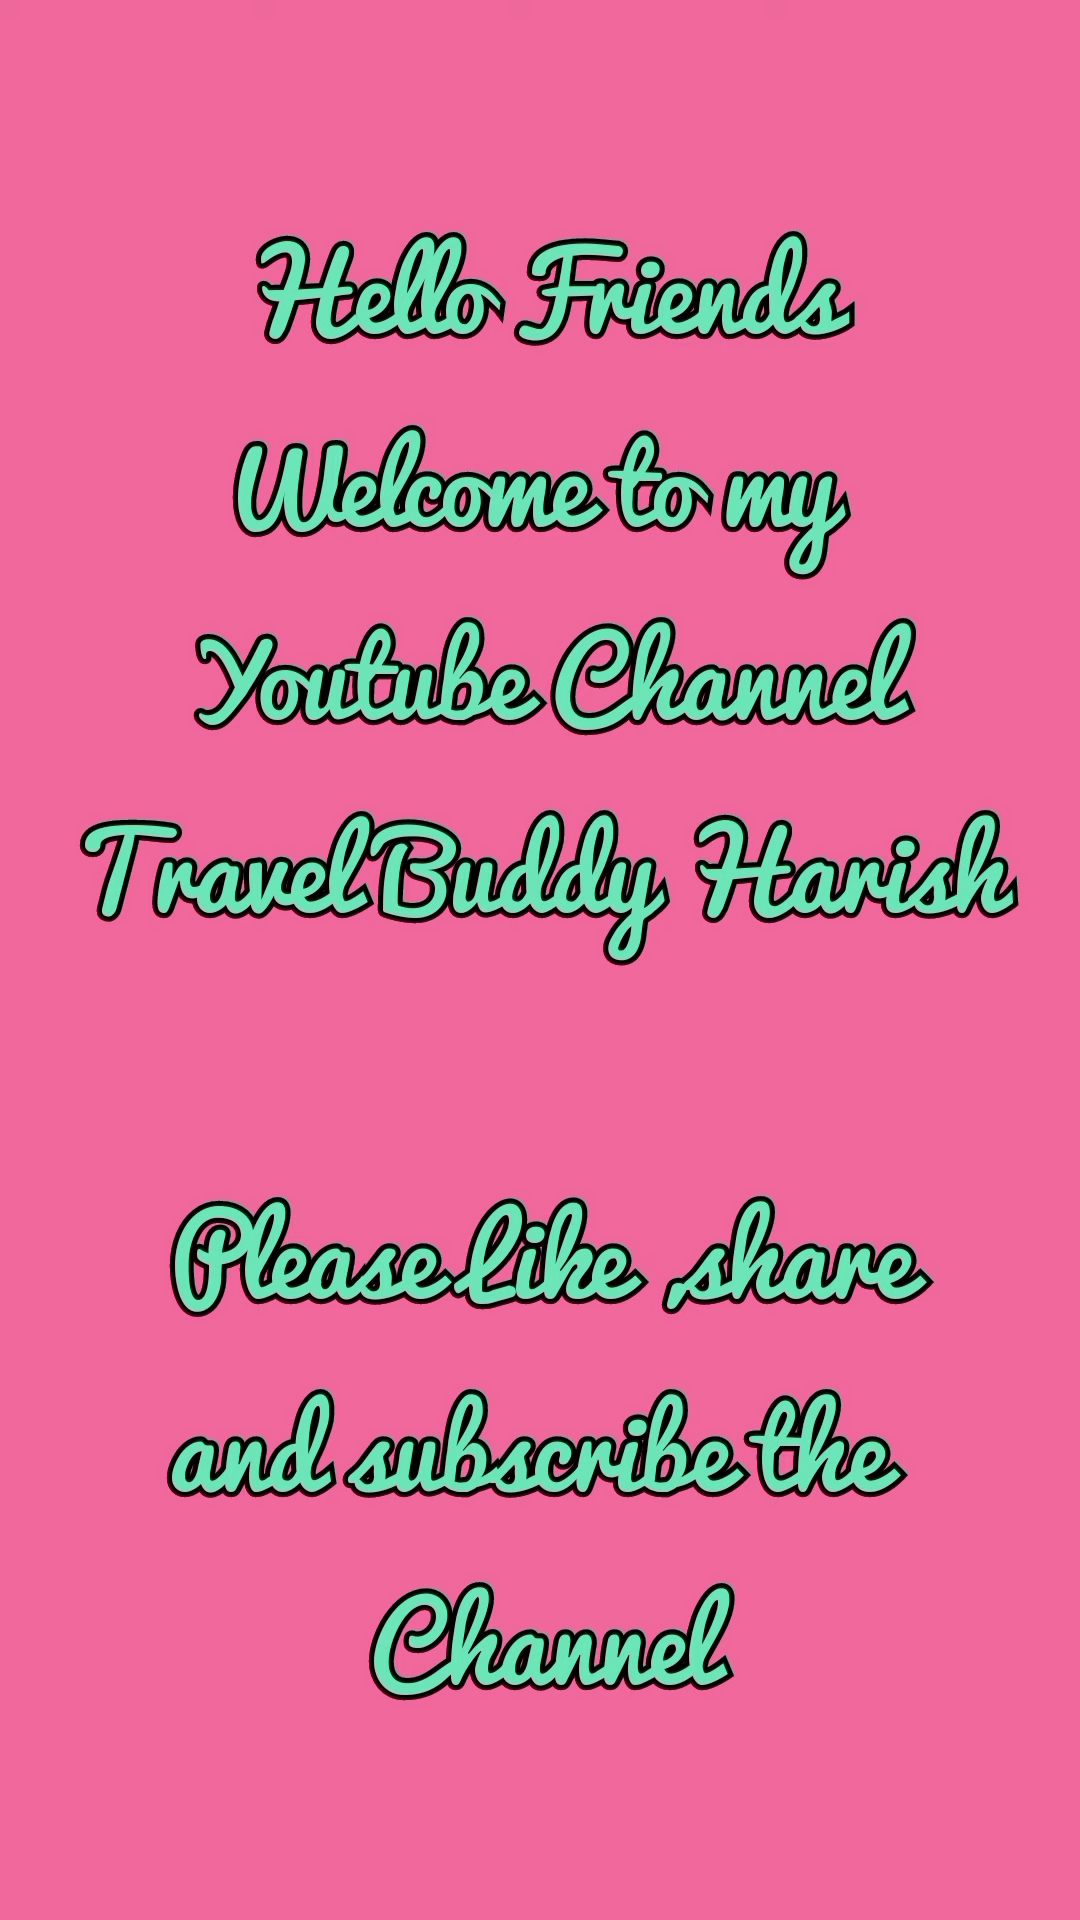 Hello Friends
Welcome to my
Youtube Channel
TravelBuddy Harish
Please Like ,share
and subscribe the
Channel